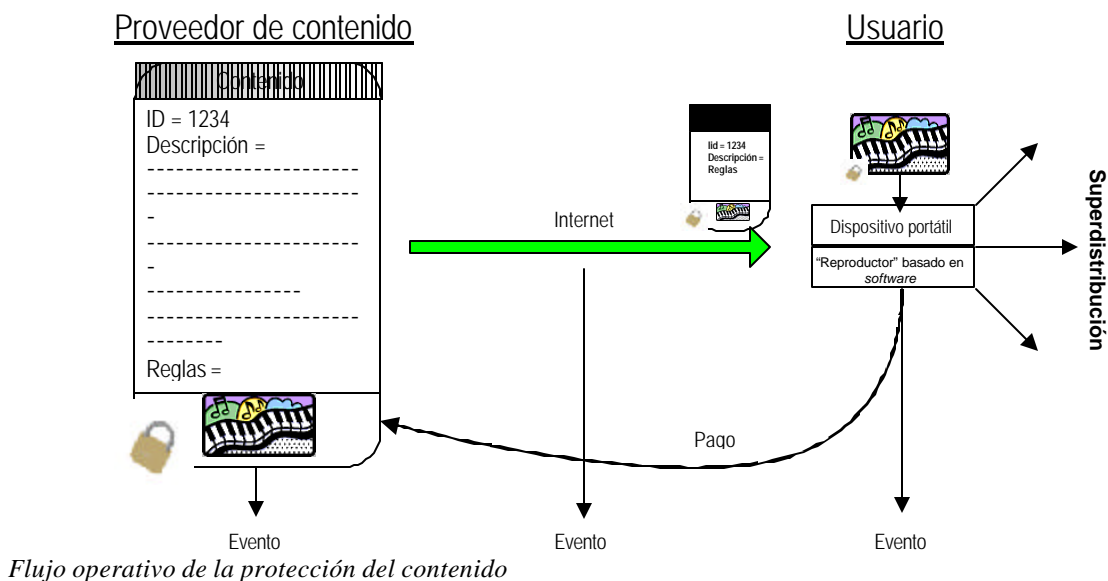 Proveedor de contenido
Usuario
Contenido
ID = 1234
Descripción =
-----------------------
-----------------------
-
-----------------------
-
-----------------
-----------------------
--------
Reglas =
Iid = 1234
Descripción =
Reglas
Internet
Dispositivo portátil
“Reproductor” basado en
software
Superdistribución
Pago
Evento
Evento
Evento
Flujo operativo de la protección del contenido